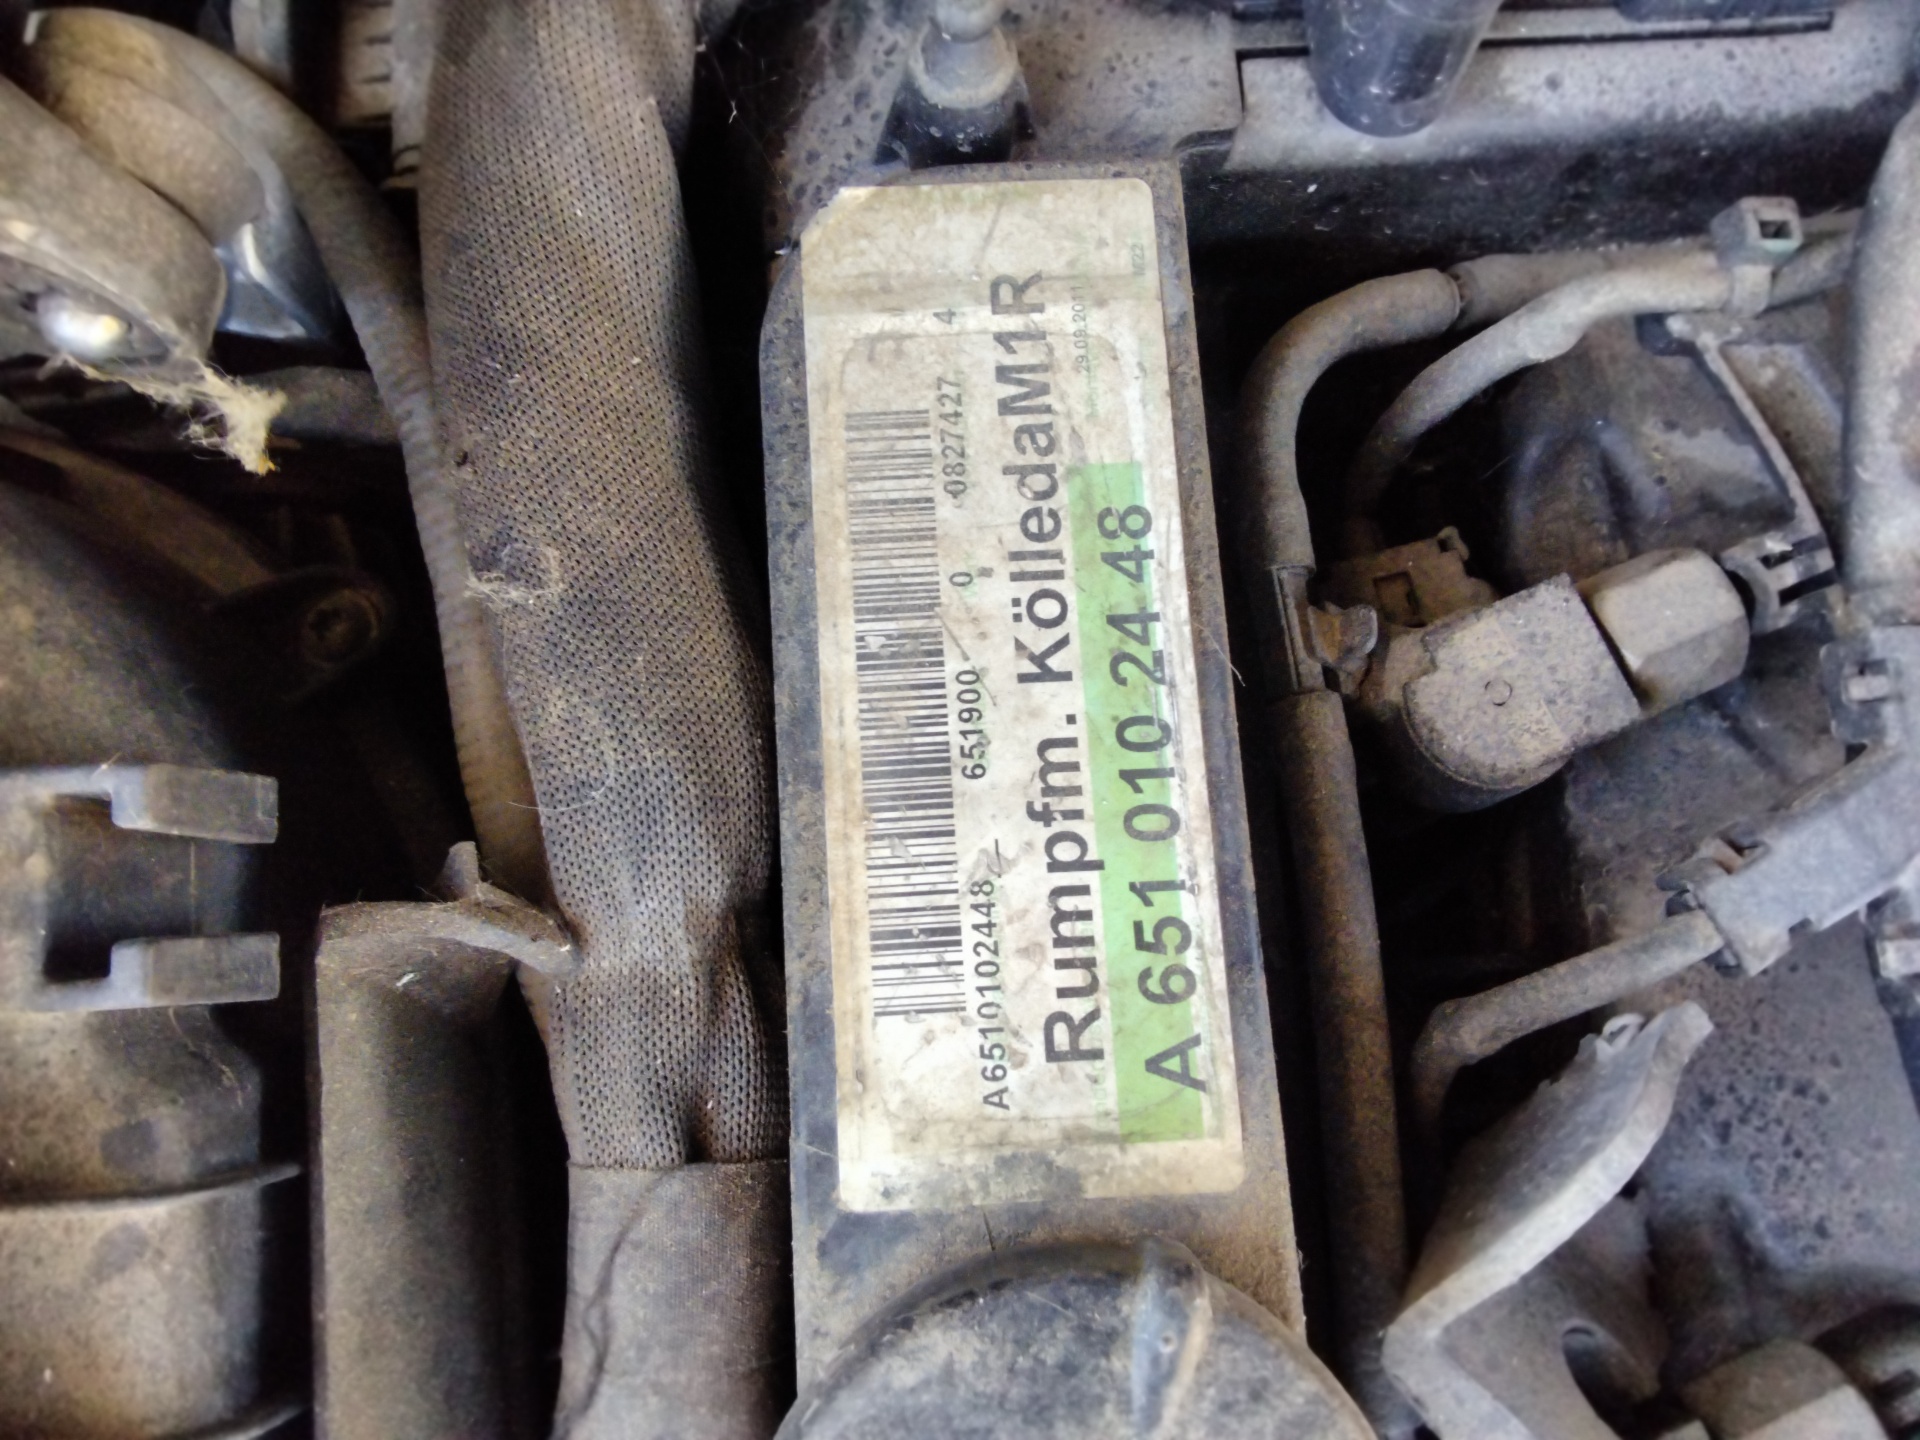 A6510102448 651900 0 0827427 4
Rumpfm. KölledaM1R
A 651 010 24 48
29.09.2011